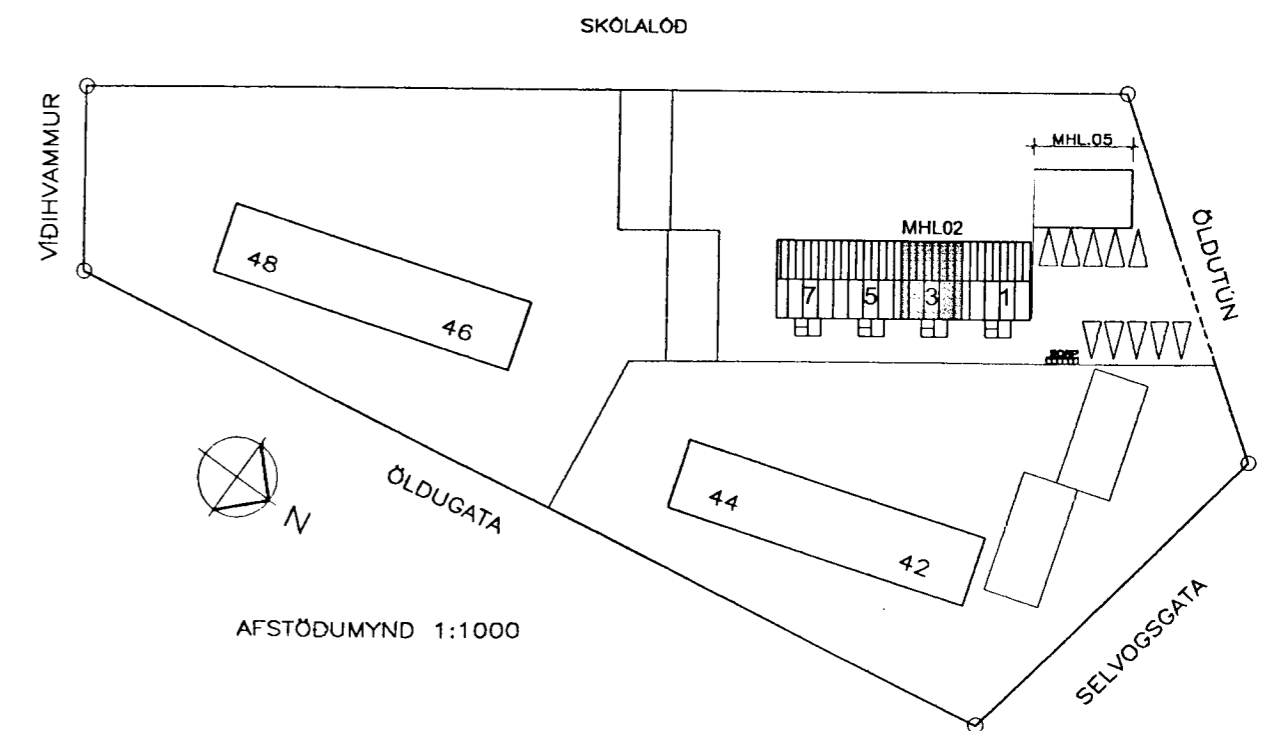 SKÓLALÓÐ
VÍÐIHVAMMUR
MHL.05
ÖLDUTÚN
MHL02
48
46
7 5 3 1
SORP
ÖLDUGATA
N
44
42
AFSTÖÐUMYND 1:1000
SELVOGSGATA